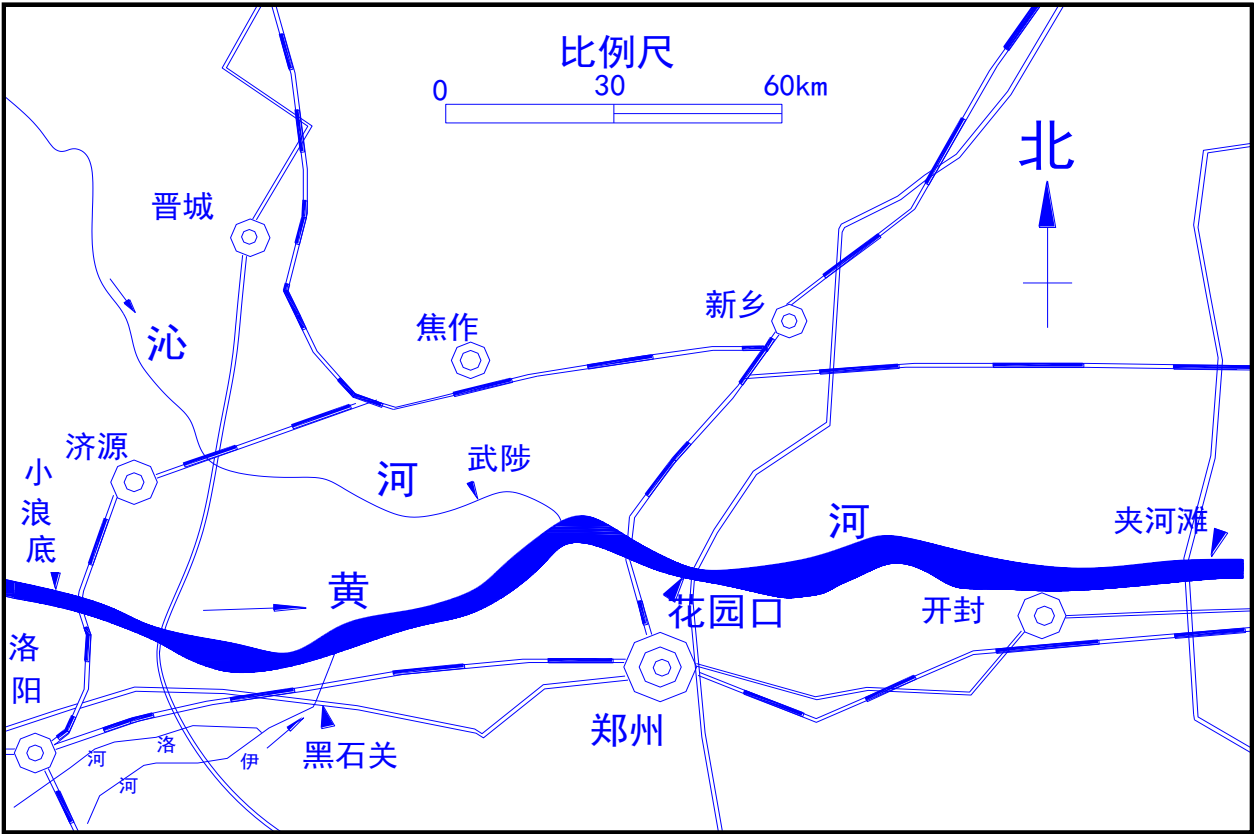 比例尺
0 30 60km
北
晋城
沁
新乡
焦作
济源
河
武陟
小浪底
河
夹河滩
黄
花园口
开封
洛阳
郑州
洛
河
伊
河
黑石关